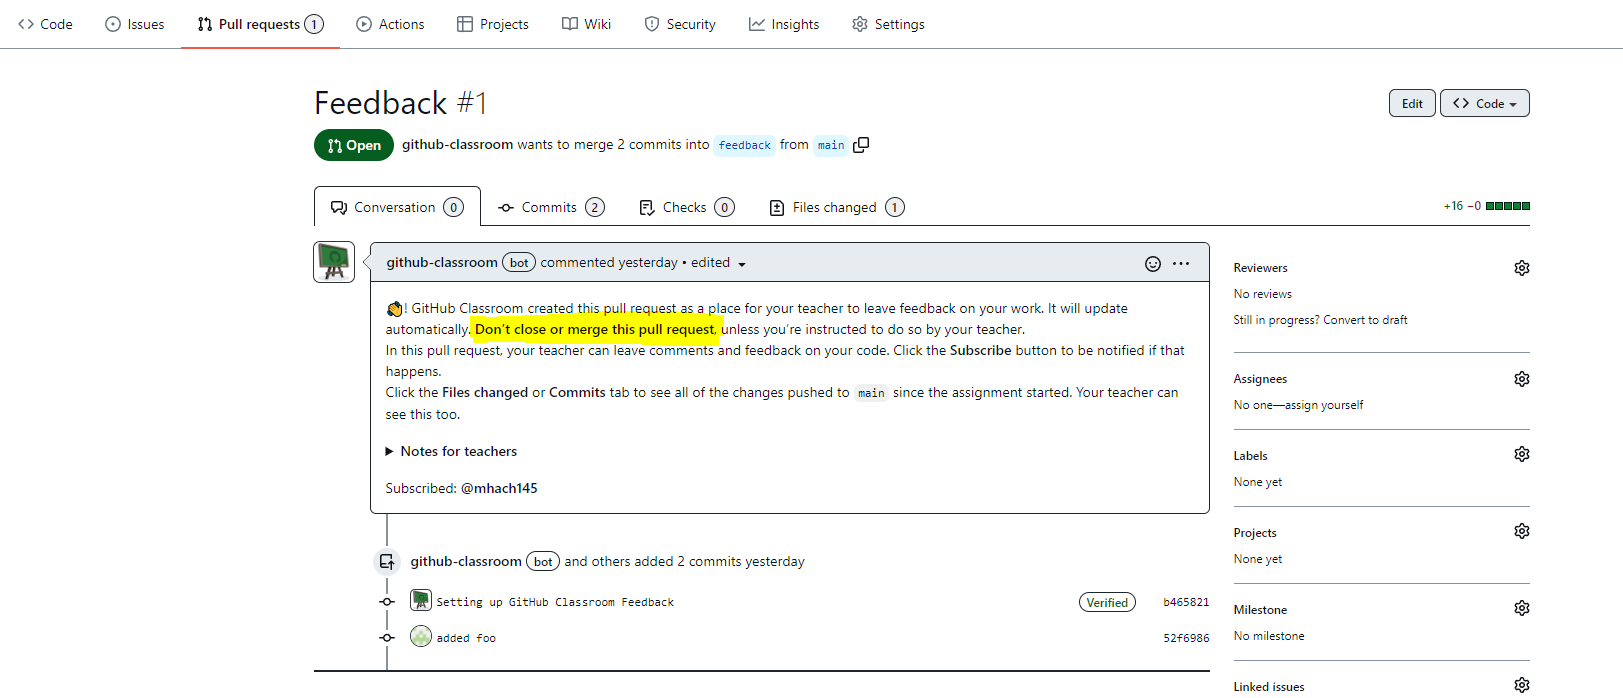 Code Issues Pull requests 1 Actions Projects Wiki Security Insights Settings
Feedback #1
Edit Code
Open github-classroom wants to merge 2 commits into feedback from main
Conversation 0 Commits 2 Checks 0 Files changed 1
+16 −0
github-classroom bot commented yesterday • edited
👋! GitHub Classroom created this pull request as a place for your teacher to leave feedback on your work. It will update
automatically. Don’t close or merge this pull request, unless you’re instructed to do so by your teacher.
In this pull request, your teacher can leave comments and feedback on your code. Click the Subscribe button to be notified if that
happens.
Click the Files changed or Commits tab to see all of the changes pushed to main since the assignment started. Your teacher can
see this too.
Notes for teachers
Subscribed: @mhach145
github-classroom bot and others added 2 commits yesterday
Setting up GitHub Classroom Feedback Verified b465821
added foo 52f6986
Reviewers
No reviews
Still in progress? Convert to draft
Assignees
No one—assign yourself
Labels
None yet
Projects
None yet
Milestone
No milestone
Linked issues